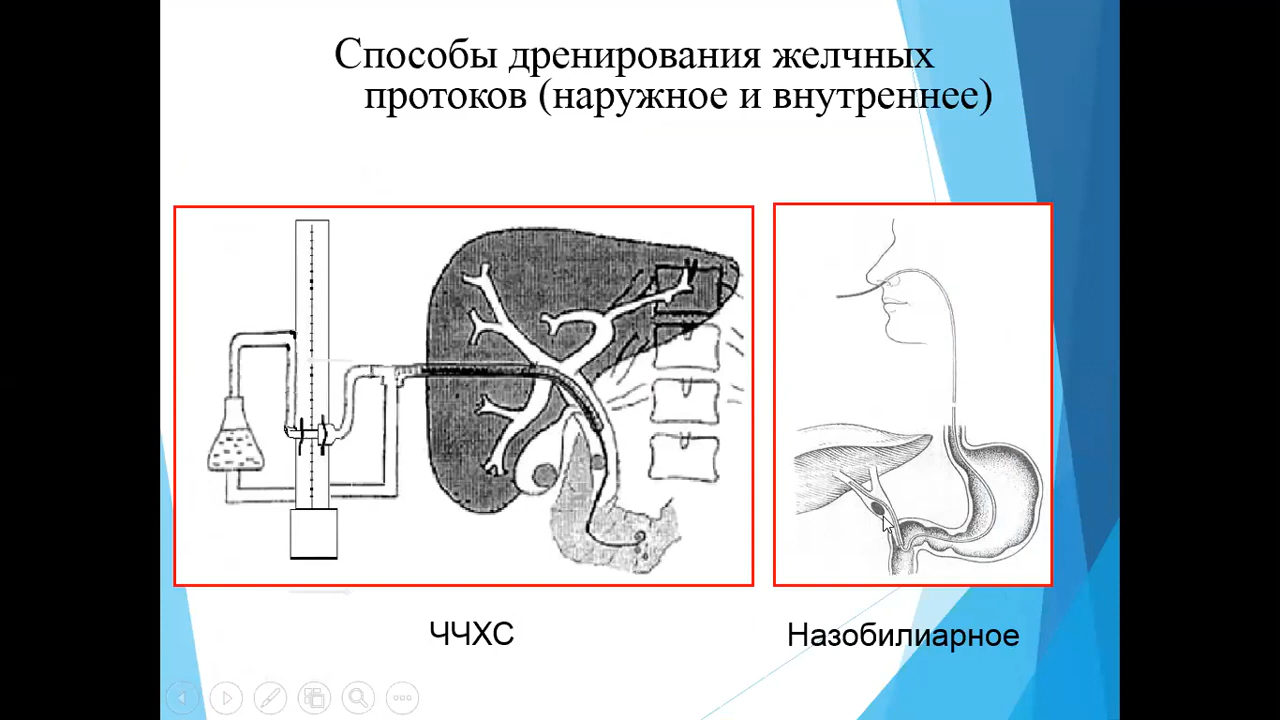 Способы дренирования желчных
протоков (наружное и внутреннее)
ЧЧХС
Назобилиарное